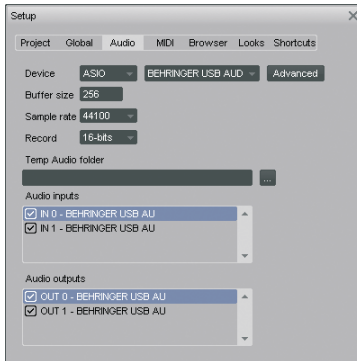 Setup
Project Global Audio MIDI Browser Looks Shortcuts
Device ASIO BEHRINGER USB AUD Advanced
Buffer size 256
Sample rate 44100
Record 16-bits
Temp Audio folder
...
Audio inputs
IN 0 - BEHRINGER USB AU
IN 1 - BEHRINGER USB AU
Audio outputs
OUT 0 - BEHRINGER USB AU
OUT 1 - BEHRINGER USB AU